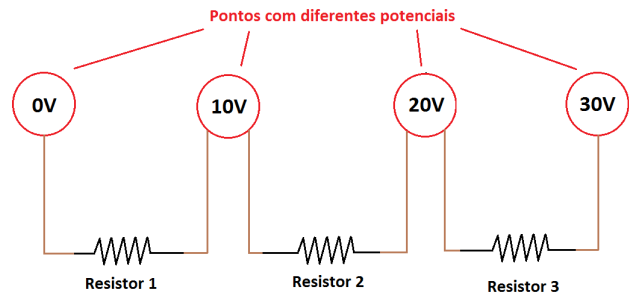 Pontos com diferentes potenciais
0V 10V 20V 30V
Resistor 1 Resistor 2 Resistor 3